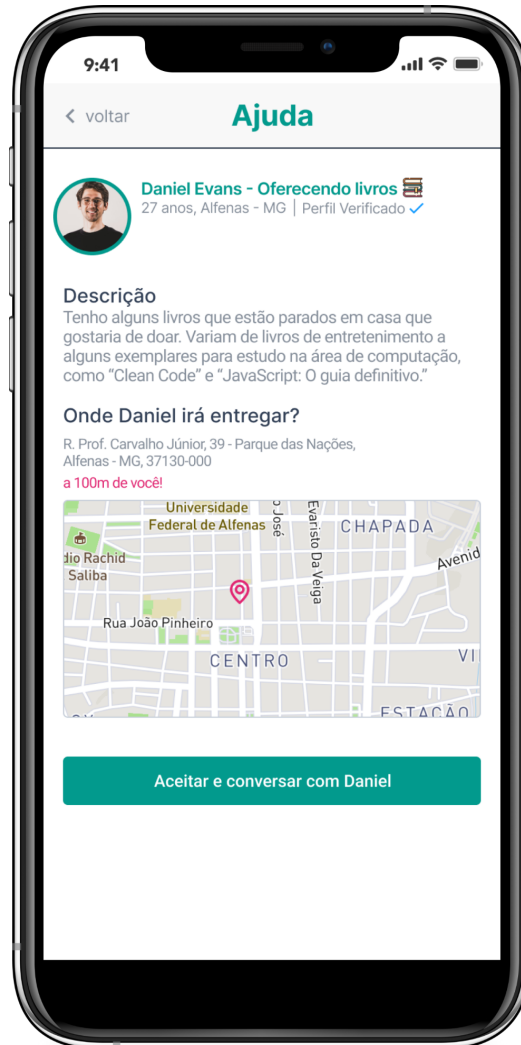 9:41
voltar
Ajuda
Daniel Evans - Oferecendo livros
27 anos, Alfenas - MG | Perfil Verificado
Descrição
Tenho alguns livros que estão parados em casa que
gostaria de doar. Variam de livros de entretenimento a
alguns exemplares para estudo na área de computação,
como “Clean Code” e “JavaScript: O guia definitivo.”
Onde Daniel irá entregar?
R. Prof. Carvalho Júnior, 39 - Parque das Nações,
Alfenas - MG, 37130-000
a 100m de você!
Universidade
Federal de Alfenas
o José
Evaristo Da Veiga
CHAPADA
Avenid
dio Rachid
Saliba
Rua João Pinheiro
CENTRO
VI
ESTAÇÃO
Aceitar e conversar com Daniel